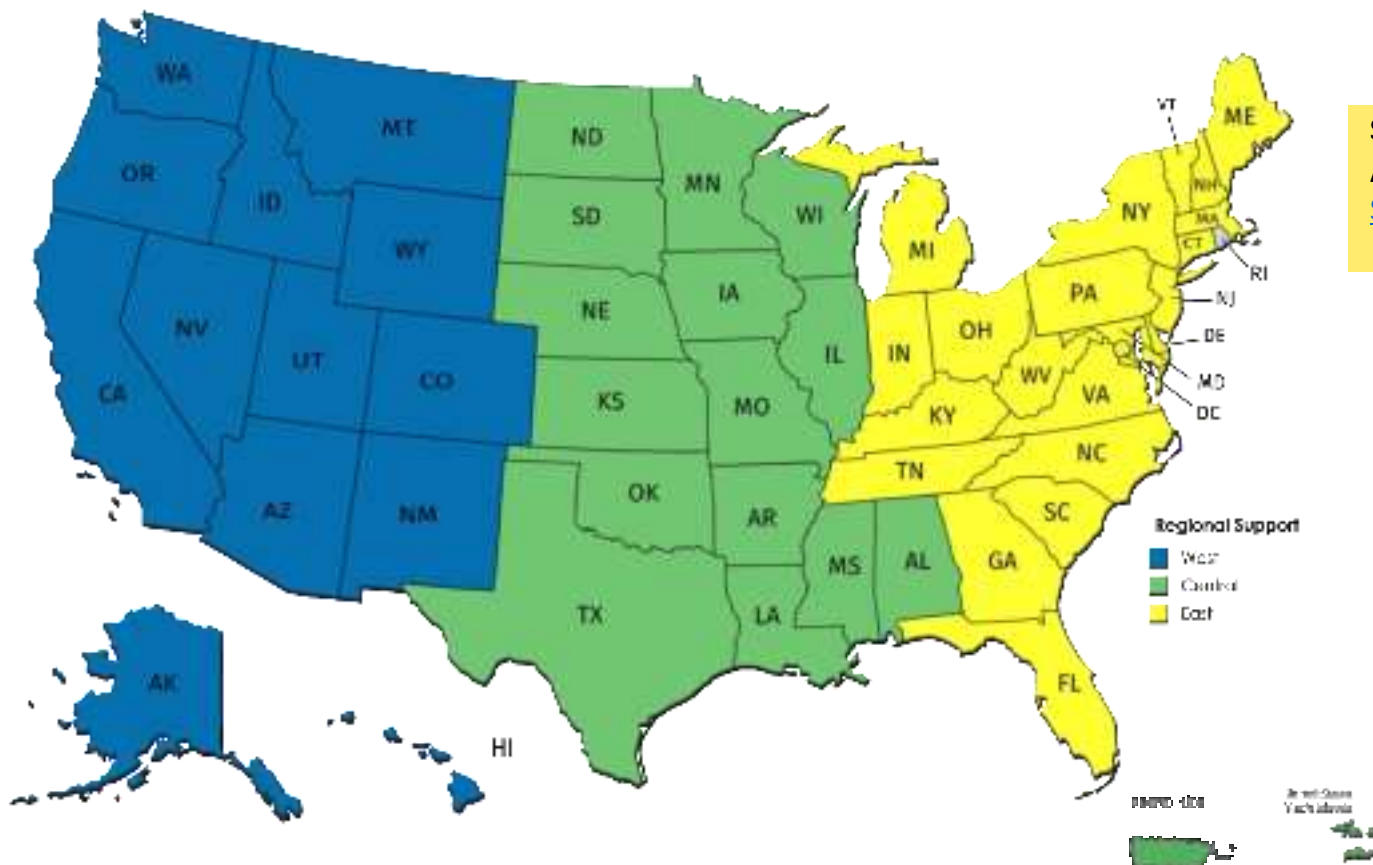 WA
MT
ND
MN
OR
ID
SD
WI
WY
MI
VT
ME
NH
NY
MA
CT
RI
NV
UT
CO
NE
IA
IL
IN
OH
PA
NJ
DE
MD
DC
CA
KS
MO
KY
WV
VA
AZ
NM
OK
AR
TN
NC
SC
TX
LA
MS
AL
GA
FL
AK
HI
Regional Support
West
Central
East